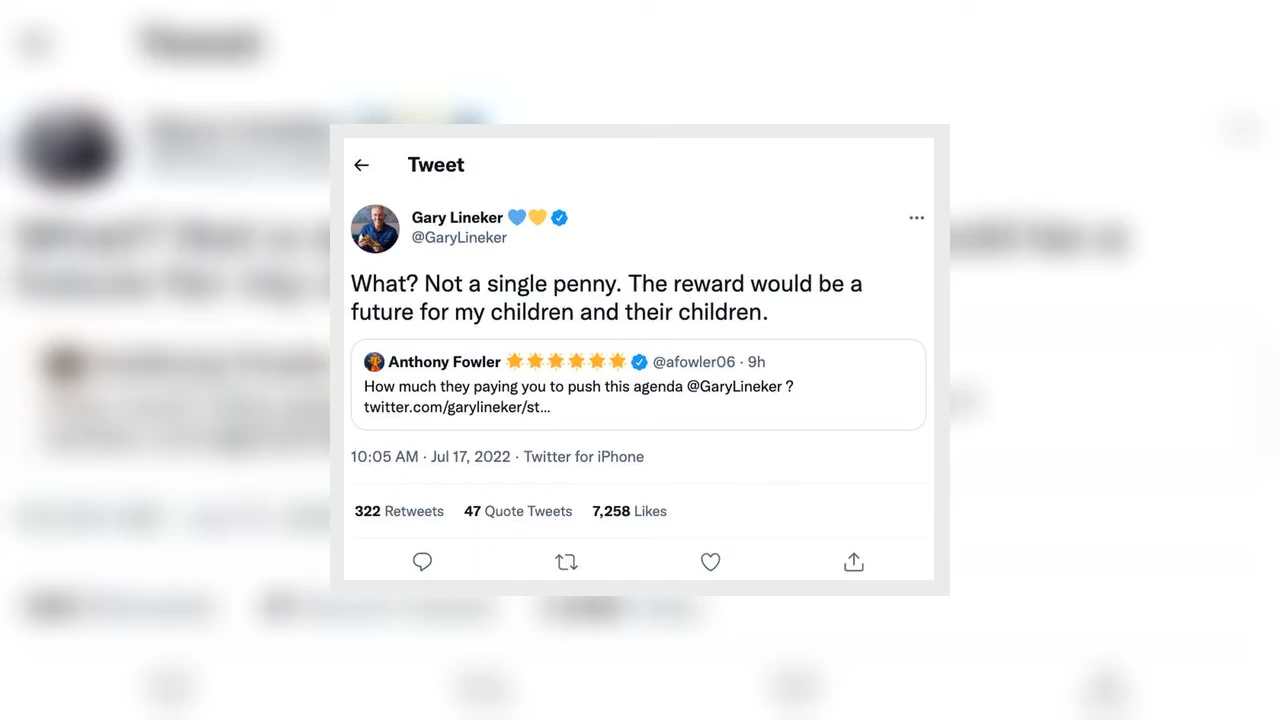 Tweet
Gary Lineker 💙💛
@GaryLineker
What? Not a single penny. The reward would be a
future for my children and their children.
Anthony Fowler 🌟🌟🌟🌟🌟🌟 @afowler06 · 9h
How much they paying you to push this agenda @GaryLineker ?
twitter.com/garylineker/st...
10:05 AM · Jul 17, 2022 · Twitter for iPhone
322 Retweets 47 Quote Tweets 7,258 Likes